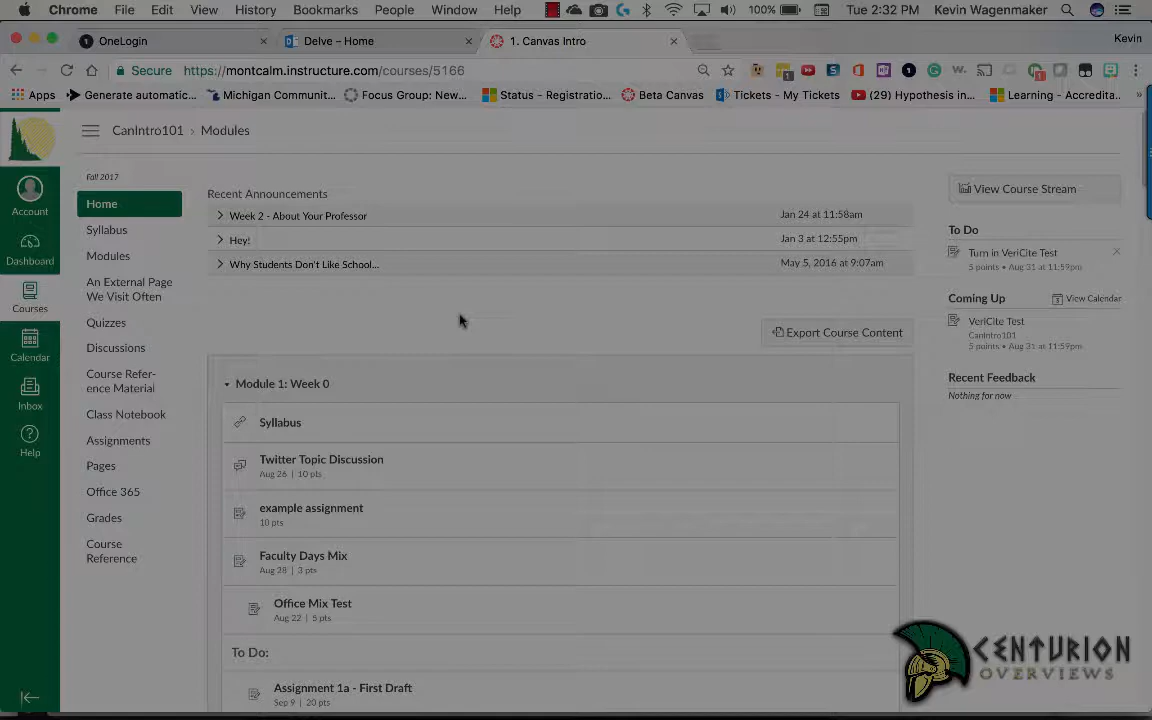 Chrome File Edit View History Bookmarks People Window Help 100% Tue 2:32 PM Kevin Wagenmaker
OneLogin Delve – Home 1. Canvas Intro Kevin
Secure https://montcalm.instructure.com/courses/5166
Apps Generate automatic... Michigan Communit... Focus Group: New... Status - Registratio... Beta Canvas Tickets - My Tickets (29) Hypothesis in... Learning - Accredita.. »
CanIntro101 › Modules
Fall 2017
Account
Dashboard
Courses
Calendar
Inbox
Help
Home
Syllabus
Modules
An External Page
We Visit Often
Quizzes
Discussions
Course Refer-
ence Material
Class Notebook
Assignments
Pages
Office 365
Grades
Course
Reference
Recent Announcements
Week 2 - About Your Professor Jan 24 at 11:58am
Hey! Jan 3 at 12:55pm
Why Students Don't Like School... May 5, 2016 at 9:07am
Export Course Content
Module 1: Week 0
Syllabus
Twitter Topic Discussion
Aug 26 | 10 pts
example assignment
10 pts
Faculty Days Mix
Aug 28 | 3 pts
Office Mix Test
Aug 22 | 5 pts
To Do:
Assignment 1a - First Draft
Sep 9 | 20 pts
View Course Stream
To Do
Turn in VeriCite Test
5 points • Aug 31 at 11:59pm
Coming Up View Calendar
VeriCite Test
CanIntro101
5 points • Aug 31 at 11:59pm
Recent Feedback
Nothing for now
CENTURION
OVERVIEWS